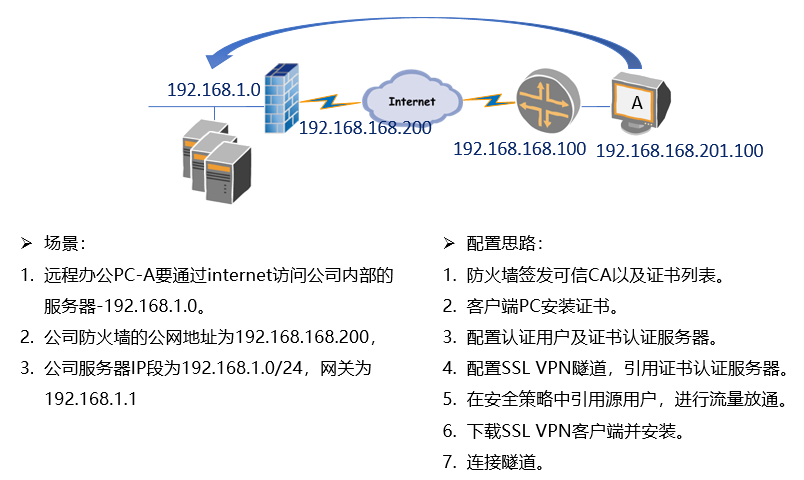 192.168.1.0
Internet
A
192.168.168.200
192.168.168.100
192.168.168.201.100
➢ 场景：
1. 远程办公PC-A要通过internet访问公司内部的
服务器-192.168.1.0。
2. 公司防火墙的公网地址为192.168.168.200，
3. 公司服务器IP段为192.168.1.0/24，网关为
192.168.1.1
➢ 配置思路：
1. 防火墙签发可信CA以及证书列表。
2. 客户端PC安装证书。
3. 配置认证用户及证书认证服务器。
4. 配置SSL VPN隧道，引用证书认证服务器。
5. 在安全策略中引用源用户，进行流量放通。
6. 下载SSL VPN客户端并安装。
7. 连接隧道。